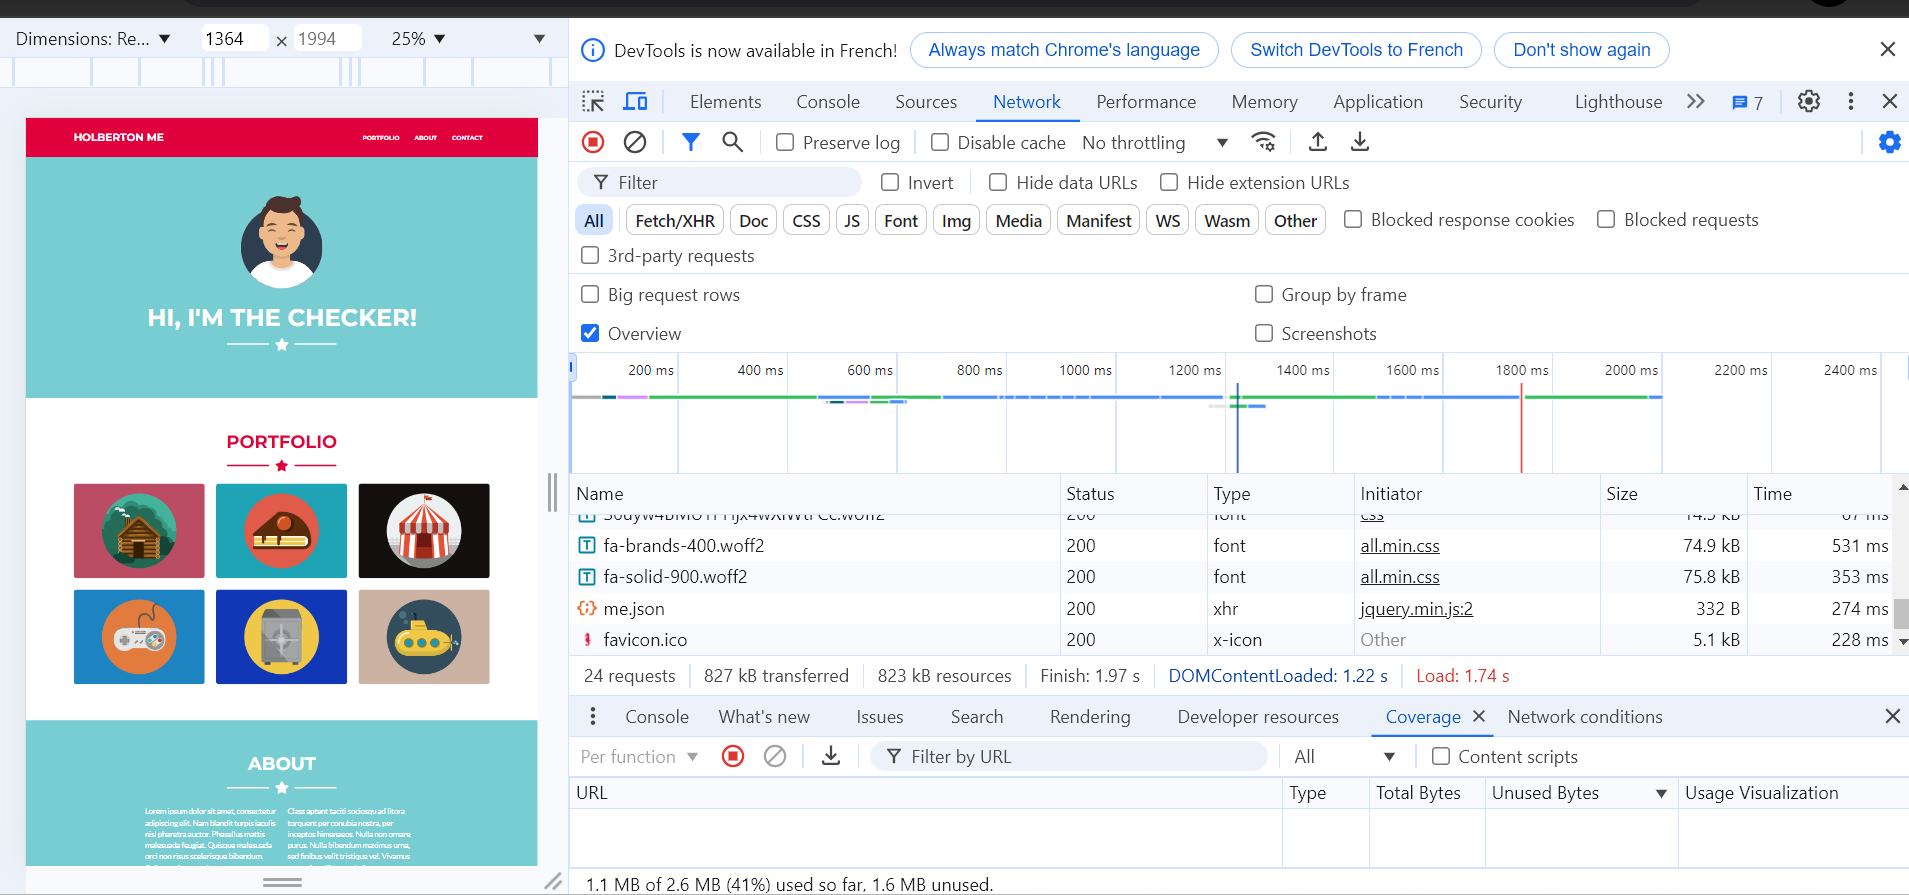 Dimensions: Re... ▼ 1364 × 1994 25% ▼
HOLBERTON ME PORTFOLIO ABOUT CONTACT
HI, I'M THE CHECKER!
PORTFOLIO
ABOUT
Lorem ipsum dolor sit amet, consectetur
adipiscing elit. Nam blandit turpis iaculis
nisl pharetra auctor. Phasellus mattis
malesuada feugiat. Quisque malesuada
orci non risus scelerisque bibendum.
Class aptent taciti sociosqu ad litora
torquent per conubia nostra, per
inceptos himenaeos. Nulla non ornare
purus. Nulla bibendum maximus urna,
sed finibus velit tristique vel. Vivamus
DevTools is now available in French! Always match Chrome's language Switch DevTools to French Don't show again
Elements Console Sources Network Performance Memory Application Security Lighthouse 7
Preserve log Disable cache No throttling
Filter Invert Hide data URLs Hide extension URLs
All Fetch/XHR Doc CSS JS Font Img Media Manifest WS Wasm Other Blocked response cookies Blocked requests
3rd-party requests
Big request rows Group by frame
Overview Screenshots
200 ms 400 ms 600 ms 800 ms 1000 ms 1200 ms 1400 ms 1600 ms 1800 ms 2000 ms 2200 ms 2400 ms
Name Status Type Initiator Size Time
200 font css 14.5 kB 67 ms
fa-brands-400.woff2 200 font all.min.css 74.9 kB 531 ms
fa-solid-900.woff2 200 font all.min.css 75.8 kB 353 ms
me.json 200 xhr jquery.min.js:2 332 B 274 ms
favicon.ico 200 x-icon Other 5.1 kB 228 ms
24 requests 827 kB transferred 823 kB resources Finish: 1.97 s DOMContentLoaded: 1.22 s Load: 1.74 s
Console What's new Issues Search Rendering Developer resources Coverage Network conditions
Per function Filter by URL All Content scripts
URL Type Total Bytes Unused Bytes Usage Visualization
1.1 MB of 2.6 MB (41%) used so far, 1.6 MB unused.